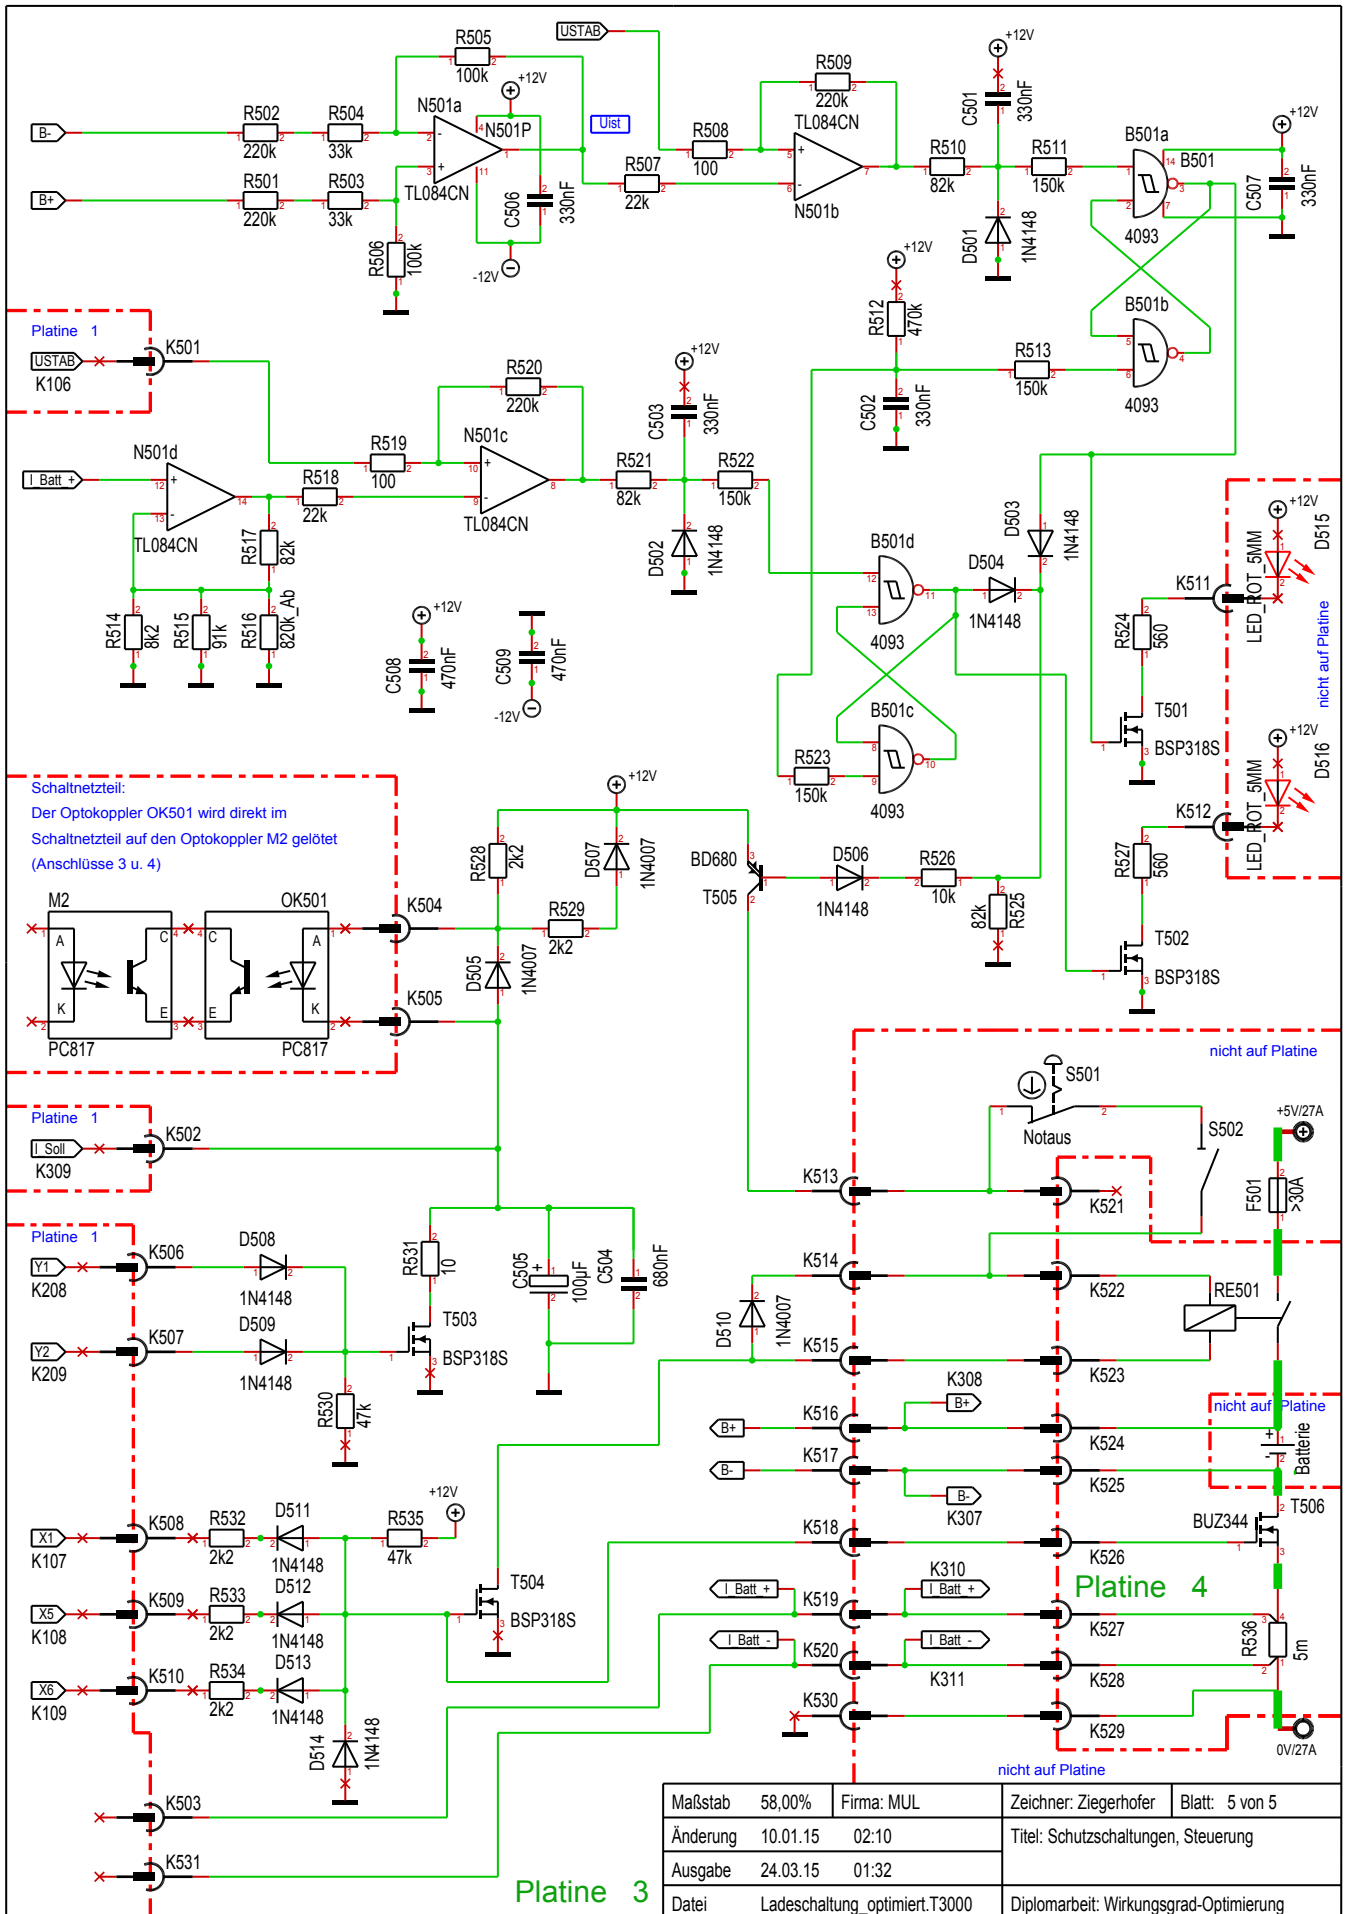 USTAB
R505
100k
+12V
R509
220k
+12V
C501
330nF
N501a
N501P
TL084CN
R502
220k
R504
33k
B-
Uist
R508
100
TL084CN
N501b
R510
82k
R511
150k
B501a
B501
4093
+12V
C507
330nF
B+
R501
220k
R503
33k
R506
100k
C506
330nF
-12V
R507
22k
D501
1N4148
+12V
R512
470k
B501b
4093
R513
150k
C502
330nF
Platine 1
USTAB
K106
K501
R520
220k
+12V
C503
330nF
N501d
I_Batt_+
TL084CN
R519
100
R518
22k
N501c
TL084CN
R521
82k
R522
150k
D502
1N4148
R517
82k
R514
8k2
R515
91k
R516
820k_Ab
+12V
C508
470nF
C509
470nF
-12V
B501d
4093
D504
1N4148
D503
1N4148
B501c
4093
R523
150k
+12V
D515
LED_ROT_5MM
K511
R524
560
nicht auf Platine
T501
BSP318S
+12V
D516
LED_ROT_5MM
K512
R527
560
T502
BSP318S
Schaltnetzteil:
Der Optokoppler OK501 wird direkt im
Schaltnetzteil auf den Optokoppler M2 gelötet
(Anschlüsse 3 u. 4)
M2
OK501
A
C
C
A
K
E
E
K
PC817
PC817
K504
K505
R528
2k2
+12V
D507
1N4007
R529
2k2
D505
1N4007
BD680
T505
D506
1N4148
R526
10k
82k
R525
Platine 1
I_Soll
K309
K502
nicht auf Platine
S501
Notaus
S502
+5V/27A
F501
>30A
K513
K521
Platine 1
Y1
K208
K506
D508
1N4148
Y2
K209
K507
D509
1N4148
R530
47k
R531
10
T503
BSP318S
C505
100µF
C504
680nF
K514
K522
D510
1N4007
K515
K523
RE501
K308
B+
B+
K516
K524
B-
K517
K525
B-
K307
nicht auf Platine
Batterie
T506
BUZ344
K518
K526
+12V
X1
K107
K508
R532
2k2
D511
1N4148
R535
47k
X5
K108
K509
R533
2k2
D512
1N4148
T504
BSP318S
X6
K109
K510
R534
2k2
D513
1N4148
D514
1N4148
I_Batt_+
K519
K310
I_Batt_+
K527
Platine 4
I_Batt_-
K520
I_Batt_-
K311
K528
R536
5m
K530
K529
0V/27A
nicht auf Platine
K503
K531
Platine 3
Maßstab 58,00% Firma: MUL Zeichner: Ziegerhofer Blatt: 5 von 5
Änderung 10.01.15 02:10 Titel: Schutzschaltungen, Steuerung
Ausgabe 24.03.15 01:32
Datei Ladeschaltung_optimiert.T3000 Diplomarbeit: Wirkungsgrad-Optimierung